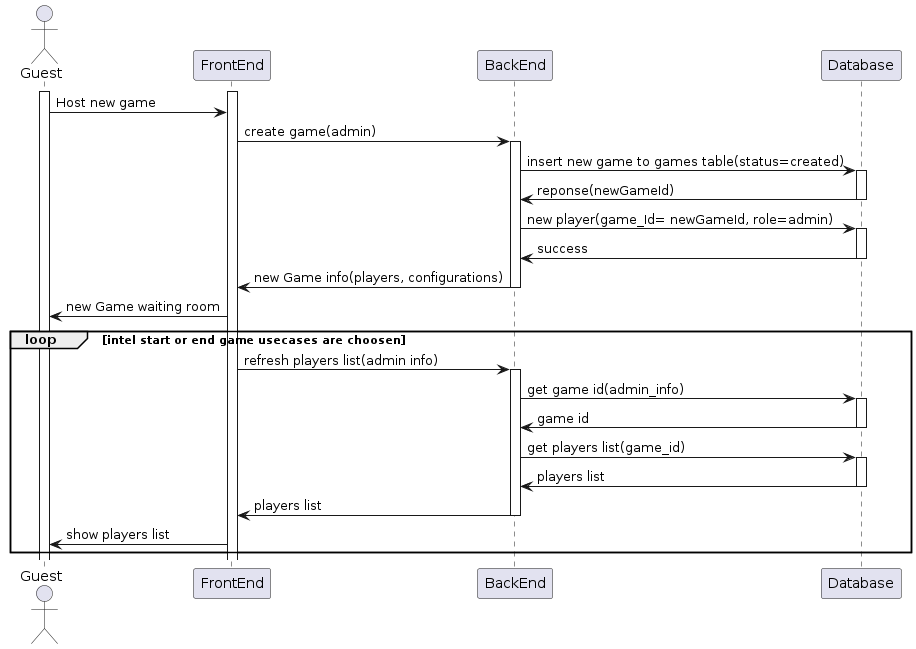 Guest
FrontEnd
BackEnd
Database
Host new game
create game(admin)
insert new game to games table(status=created)
reponse(newGameId)
new player(game_Id= newGameId, role=admin)
success
new Game info(players, configurations)
new Game waiting room
loop [intel start or end game usecases are choosen]
refresh players list(admin info)
get game id(admin_info)
game id
get players list(game_id)
players list
players list
show players list
Guest
FrontEnd
BackEnd
Database